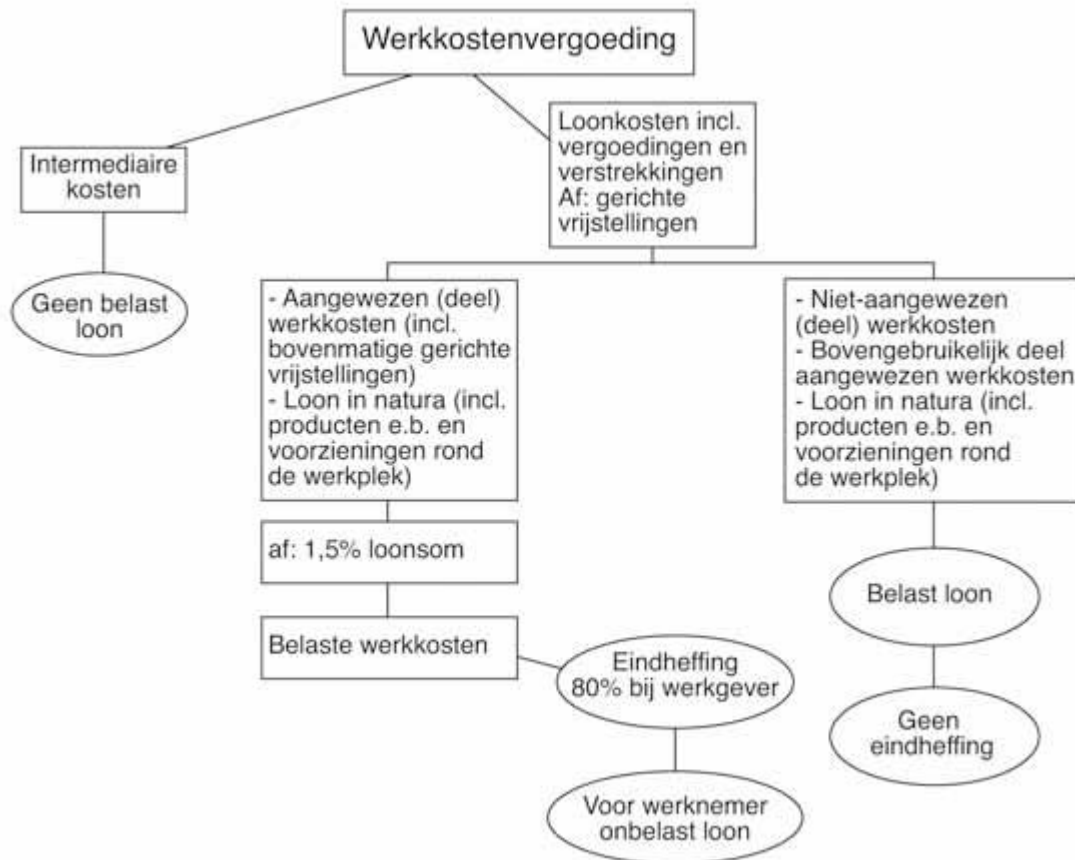 Werkkostenvergoeding
Intermediaire
kosten
Geen belast
loon
Loonkosten incl.
vergoedingen en
verstrekkingen
Af: gerichte
vrijstellingen
- Aangewezen (deel)
werkkosten (incl.
bovenmatige gerichte
vrijstellingen)
- Loon in natura (incl.
producten e.b. en
voorzieningen rond
de werkplek)
af: 1,5% loonsom
Belaste werkkosten
Eindheffing
80% bij werkgever
Voor werknemer
onbelast loon
- Niet-aangewezen
(deel) werkkosten
- Bovengebruikelijk deel
aangewezen werkkosten
- Loon in natura (incl.
producten e.b. en
voorzieningen rond
de werkplek)
Belast loon
Geen
eindheffing